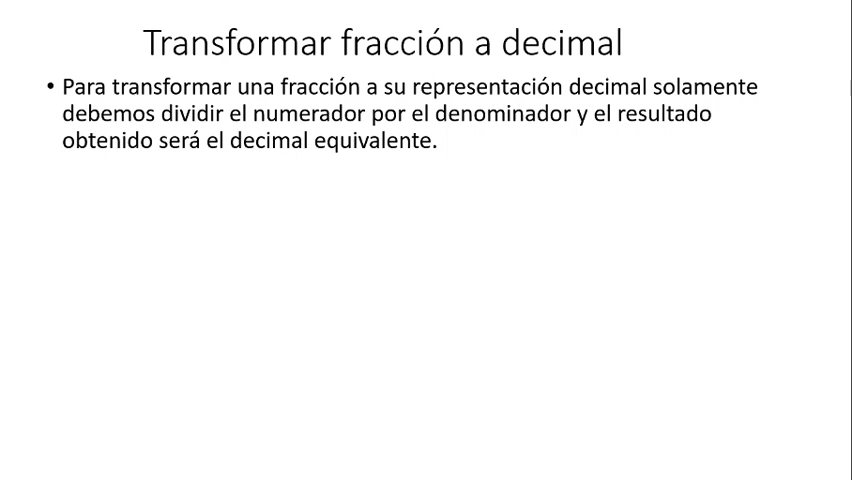 Transformar fracción a decimal
• Para transformar una fracción a su representación decimal solamente
debemos dividir el numerador por el denominador y el resultado
obtenido será el decimal equivalente.